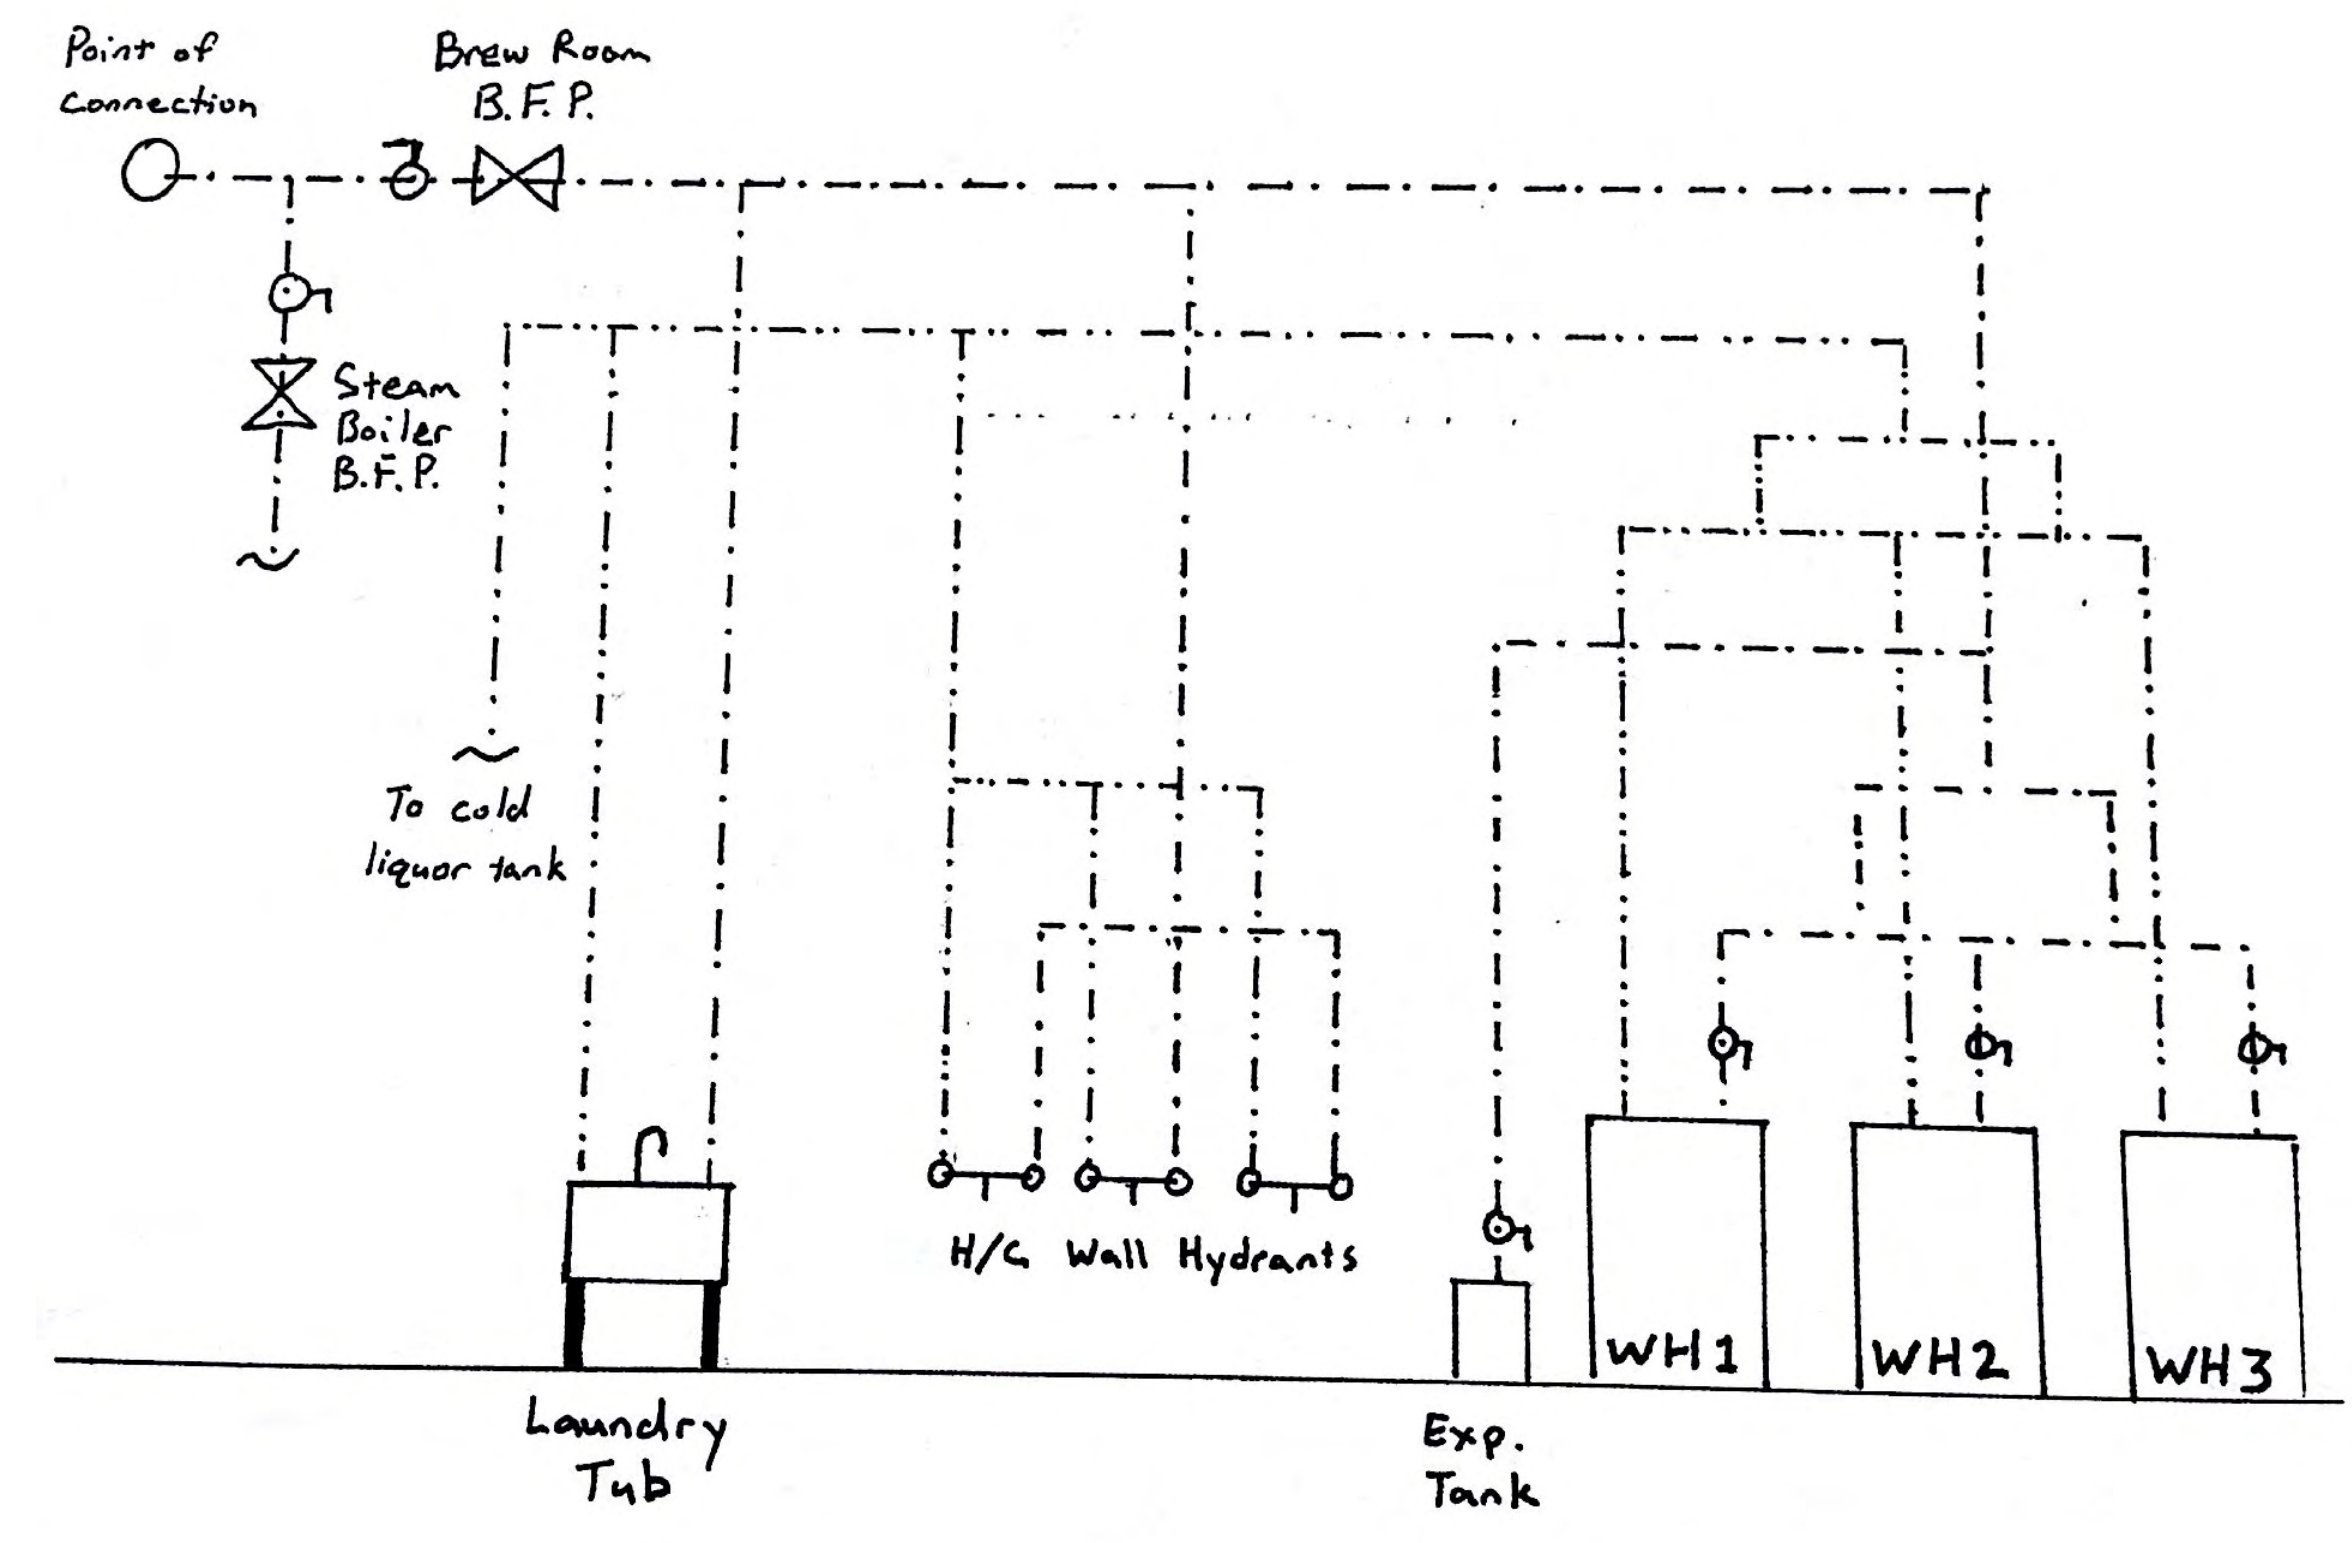 Point of
Connection
Brew Room
B.F.P.
Steam
Boiler
B.F.P.
To cold
liquor tank
H/C Wall Hydrants
WH1
WH2
WH3
Laundry
Tub
Exp.
Tank